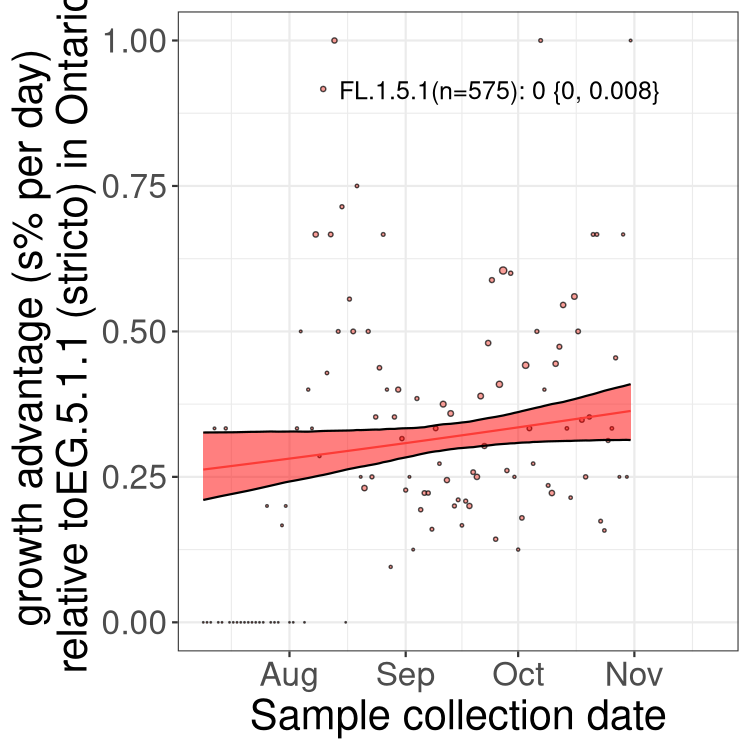 growth advantage (s% per day)
relative toEG.5.1.1 (stricto) in Ontario
1.00
0.75
0.50
0.25
0.00
FL.1.5.1(n=575): 0 {0, 0.008}
Aug Sep Oct Nov
Sample collection date